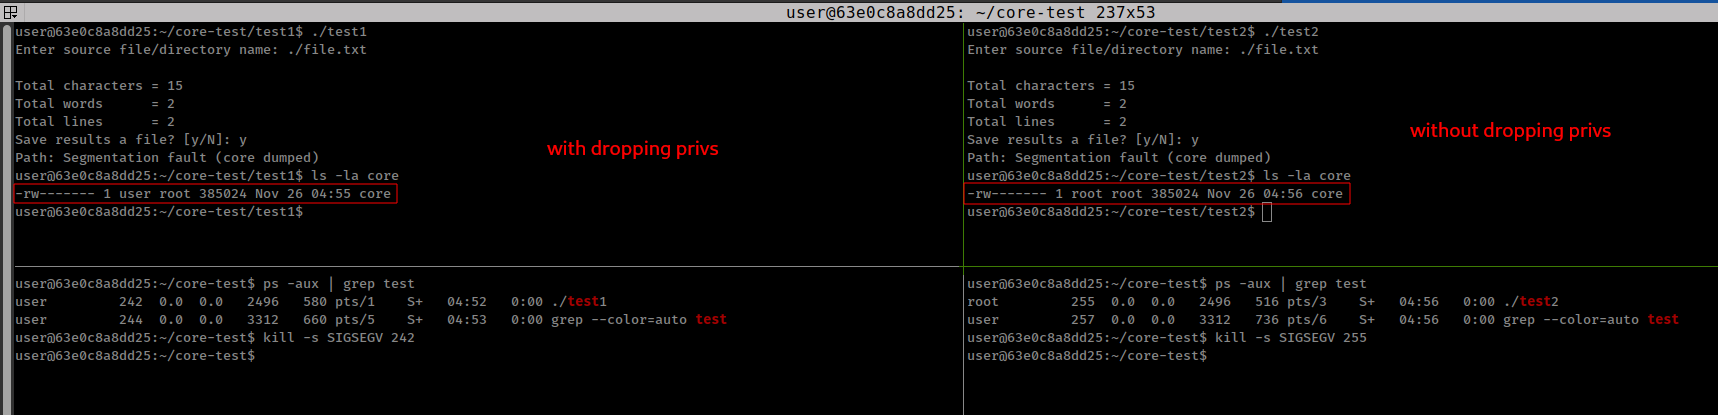 user@63e0c8a8dd25: ~/core-test 237x53
user@63e0c8a8dd25:~/core-test/test1$ ./test1
Enter source file/directory name: ./file.txt
Total characters = 15
Total words      = 2
Total lines      = 2
Save results a file? [y/N]: y
Path: Segmentation fault (core dumped)
user@63e0c8a8dd25:~/core-test/test1$ ls -la core
-rw------- 1 user root 385024 Nov 26 04:55 core
user@63e0c8a8dd25:~/core-test/test1$
with dropping privs
user@63e0c8a8dd25:~/core-test/test2$ ./test2
Enter source file/directory name: ./file.txt
Total characters = 15
Total words      = 2
Total lines      = 2
Save results a file? [y/N]: y
Path: Segmentation fault (core dumped)
user@63e0c8a8dd25:~/core-test/test2$ ls -la core
-rw------- 1 root root 385024 Nov 26 04:56 core
user@63e0c8a8dd25:~/core-test/test2$
without dropping privs
user@63e0c8a8dd25:~/core-test$ ps -aux | grep test
user         242  0.0  0.0   2496   580 pts/1    S+   04:52   0:00 ./test1
user         244  0.0  0.0   3312   660 pts/5    S+   04:53   0:00 grep --color=auto test
user@63e0c8a8dd25:~/core-test$ kill -s SIGSEGV 242
user@63e0c8a8dd25:~/core-test$
user@63e0c8a8dd25:~/core-test$ ps -aux | grep test
root         255  0.0  0.0   2496   516 pts/3    S+   04:56   0:00 ./test2
user         257  0.0  0.0   3312   736 pts/6    S+   04:56   0:00 grep --color=auto test
user@63e0c8a8dd25:~/core-test$ kill -s SIGSEGV 255
user@63e0c8a8dd25:~/core-test$